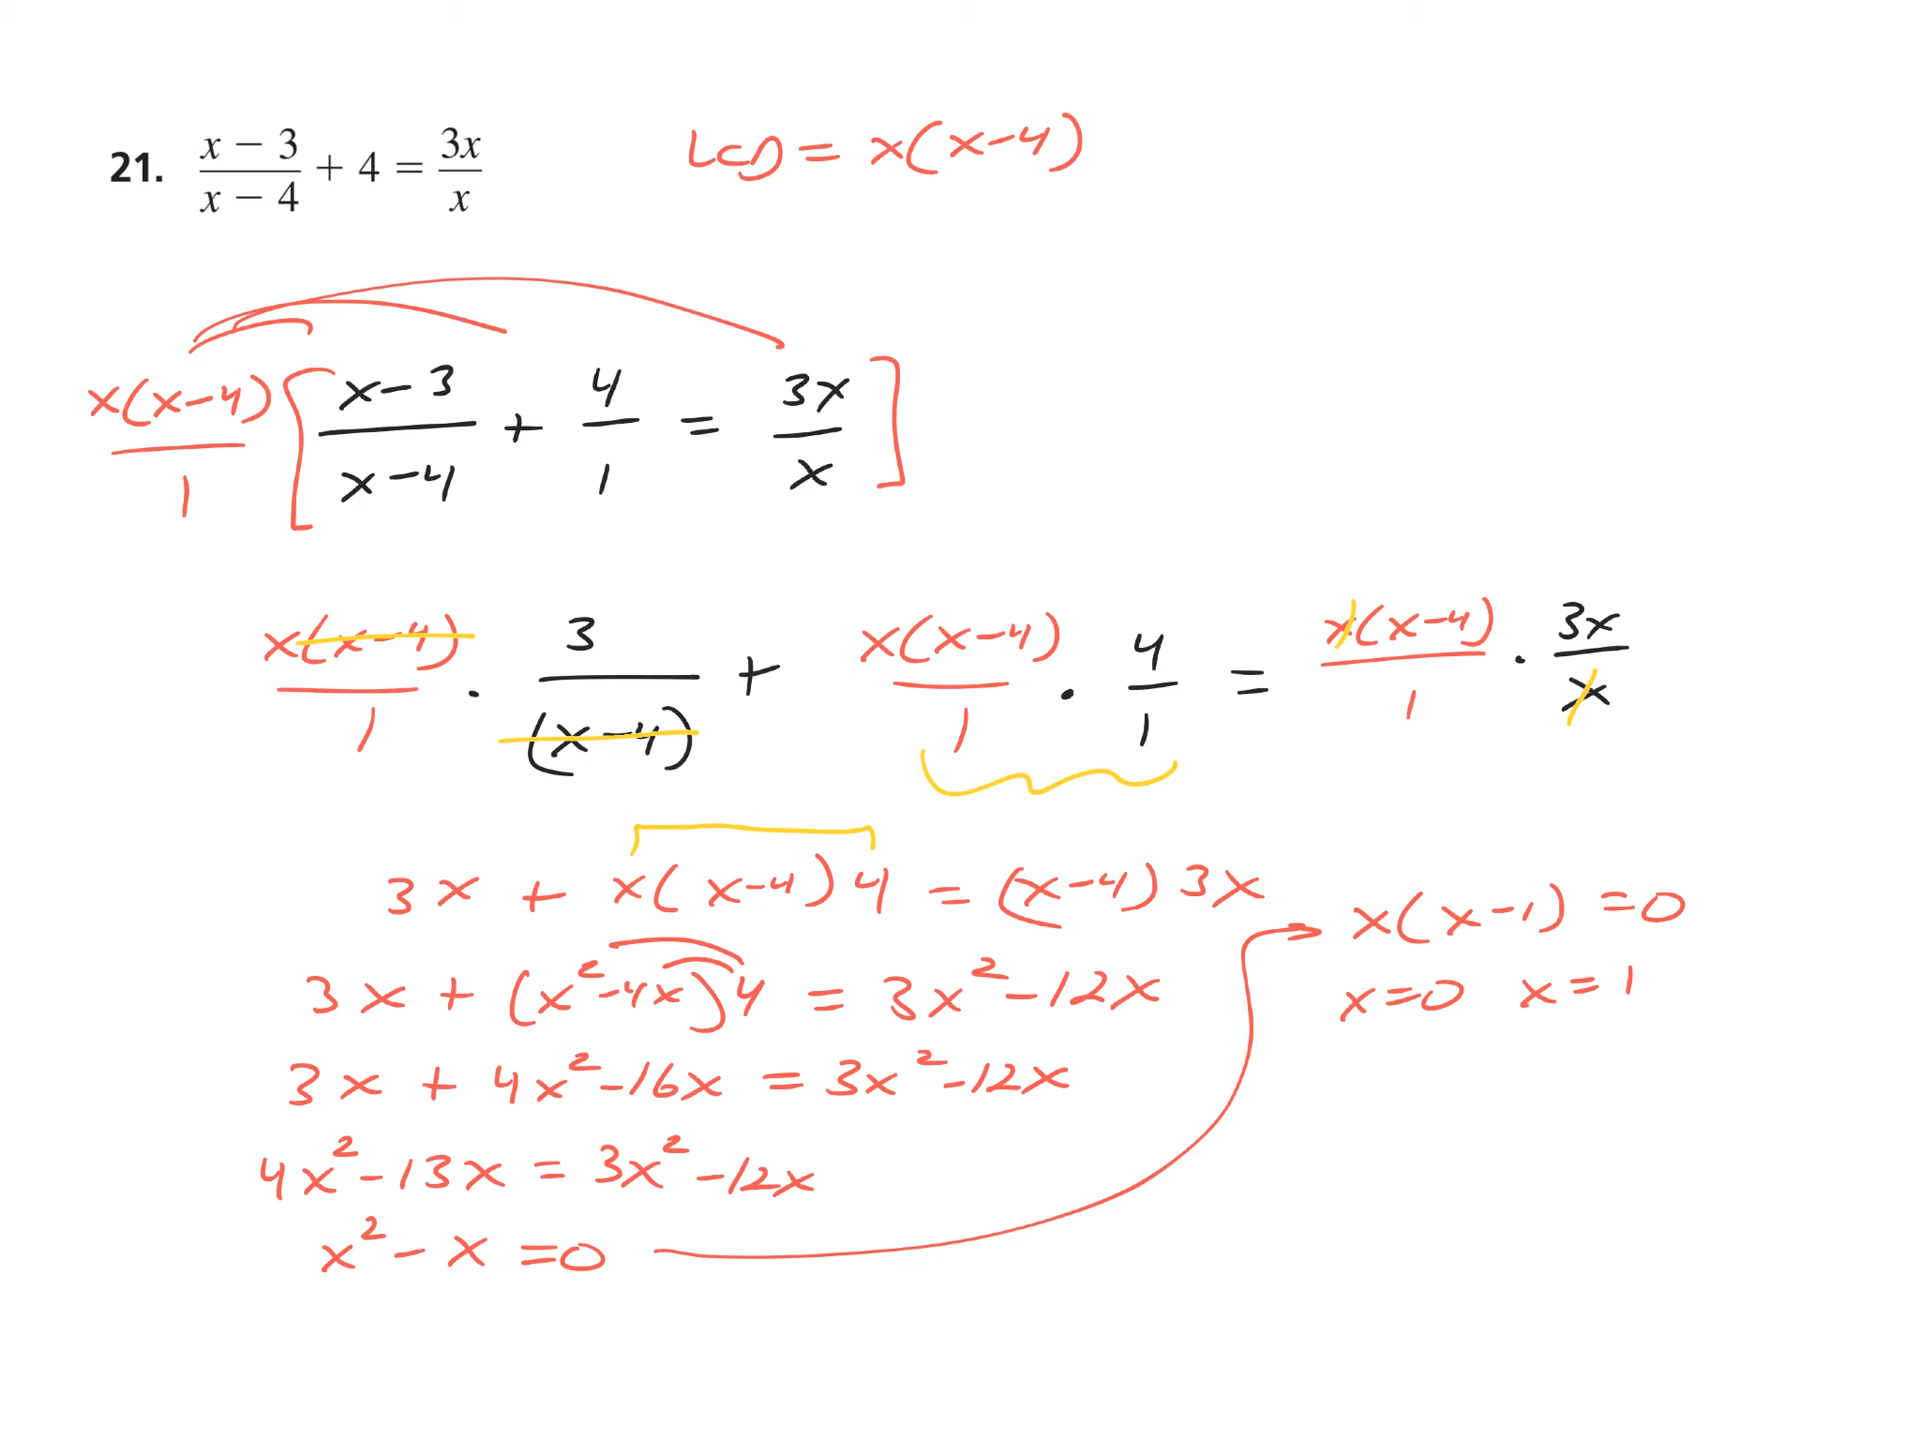 21. (x − 3)/(x − 4) + 4 = 3x/x
LCD = x(x-4)
x(x-4)/1 [ (x-3)/(x-4) + 4/1 = 3x/x ]
x(x-4)/1 · 3/(x-4) + x(x-4)/1 · 4/1 = x(x-4)/1 · 3x/x
3x + x(x-4)4 = (x-4)3x
3x + (x²-4x)4 = 3x²-12x
3x + 4x²-16x = 3x²-12x
4x²-13x = 3x²-12x
x² - x = 0
x(x-1) = 0
x=0 x=1